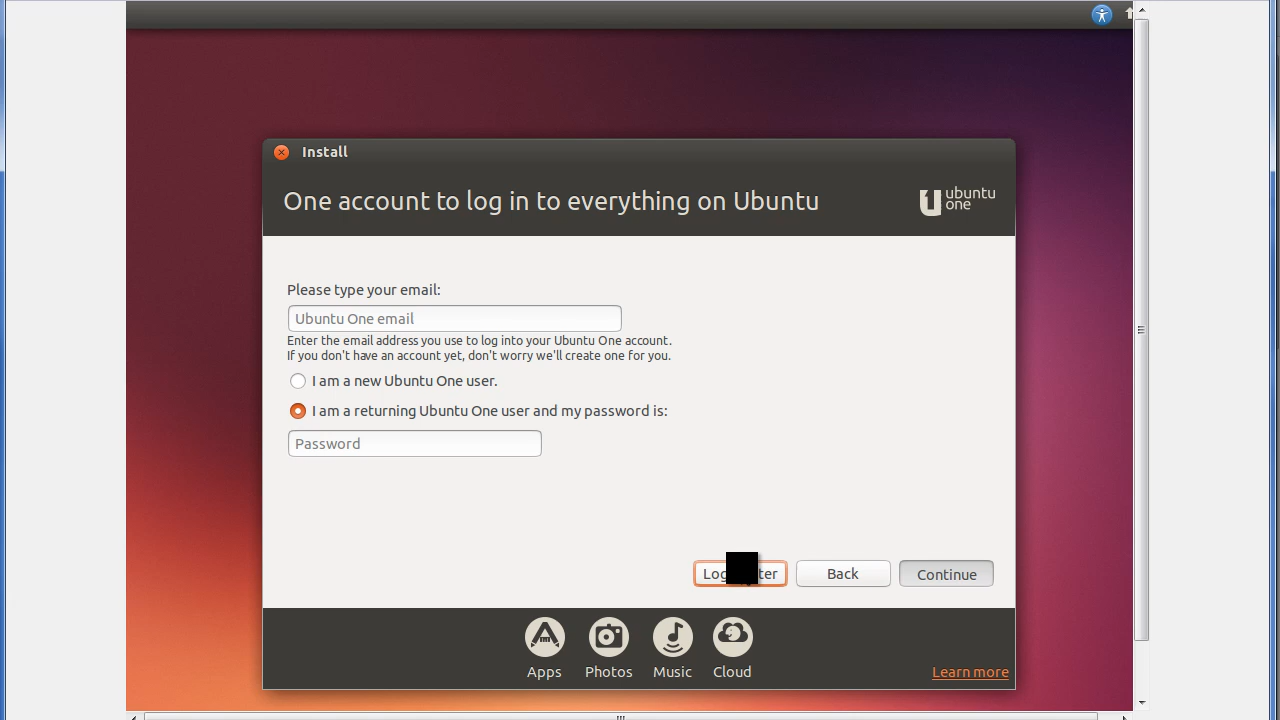 Install
One account to log in to everything on Ubuntu
ubuntu
one
Please type your email:
Ubuntu One email
Enter the email address you use to log into your Ubuntu One account.
If you don't have an account yet, don't worry we'll create one for you.
I am a new Ubuntu One user.
I am a returning Ubuntu One user and my password is:
Password
Back
Continue
Apps
Photos
Music
Cloud
Learn more